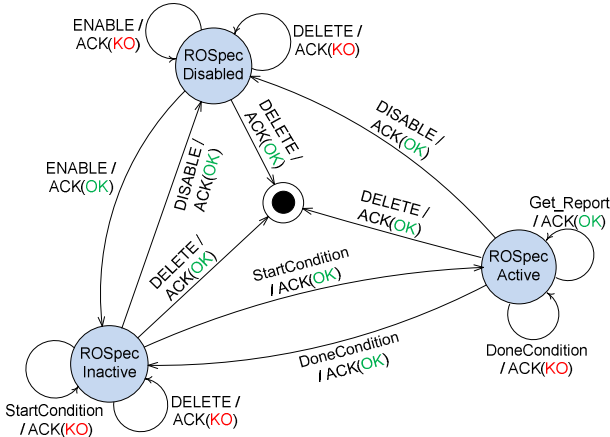 ENABLE /
ACK(KO)
DELETE /
ACK(KO)
ROSpec
Disabled
DELETE /
ACK(OK)
DISABLE /
ACK(OK)
ENABLE /
ACK(OK)
DISABLE /
ACK(OK)
DELETE /
ACK(OK)
Get_Report
/ ACK(OK)
DELETE /
ACK(OK)
StartCondition
/ ACK(OK)
ROSpec
Active
DoneCondition
/ ACK(OK)
DoneCondition
/ ACK(KO)
ROSpec
Inactive
StartCondition
/ ACK(KO)
DELETE /
ACK(KO)